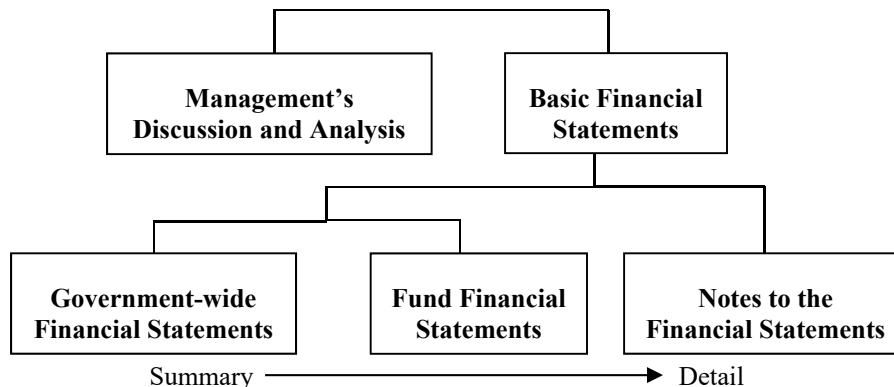 Management’s
Discussion and Analysis
Basic Financial
Statements
Government-wide
Financial Statements
Fund Financial
Statements
Notes to the
Financial Statements
Summary
Detail